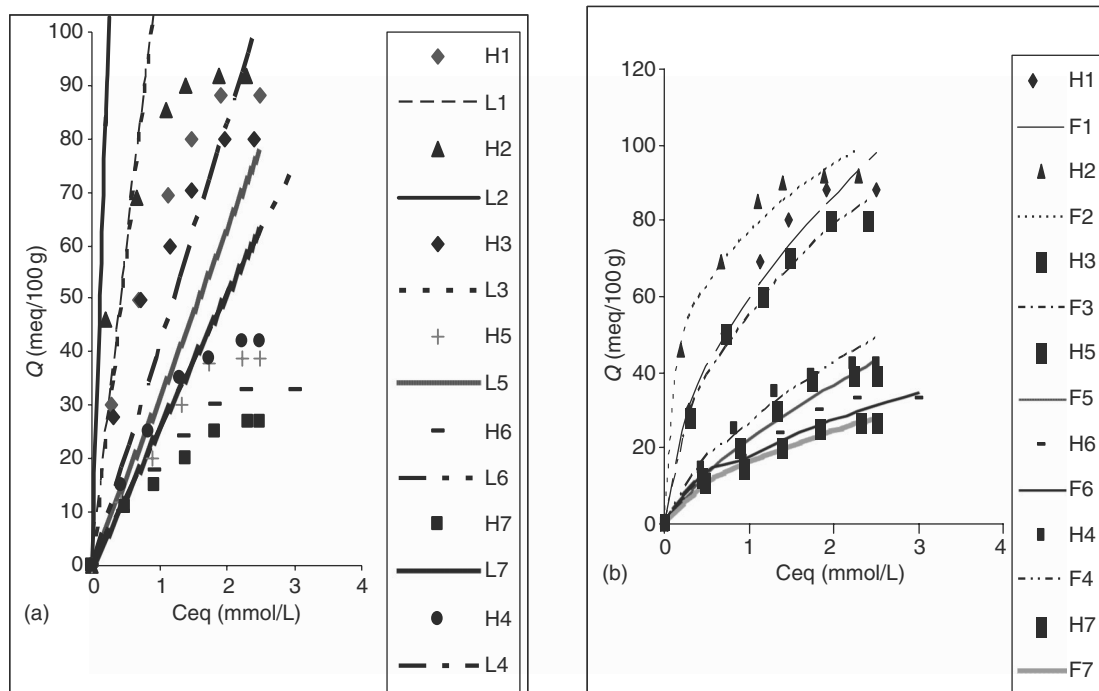 100
90
80
70
60
50
40
30
20
10
0
Q (meq/100 g)
0
1
2
3
4
Ceq (mmol/L)
(a)
H1
L1
H2
L2
H3
L3
H5
L5
H6
L6
H7
L7
H4
L4
120
100
80
60
40
20
0
Q (meq/100 g)
0
1
2
3
4
Ceq (mmol/L)
(b)
H1
F1
H2
F2
H3
F3
H5
F5
H6
F6
H4
F4
H7
F7